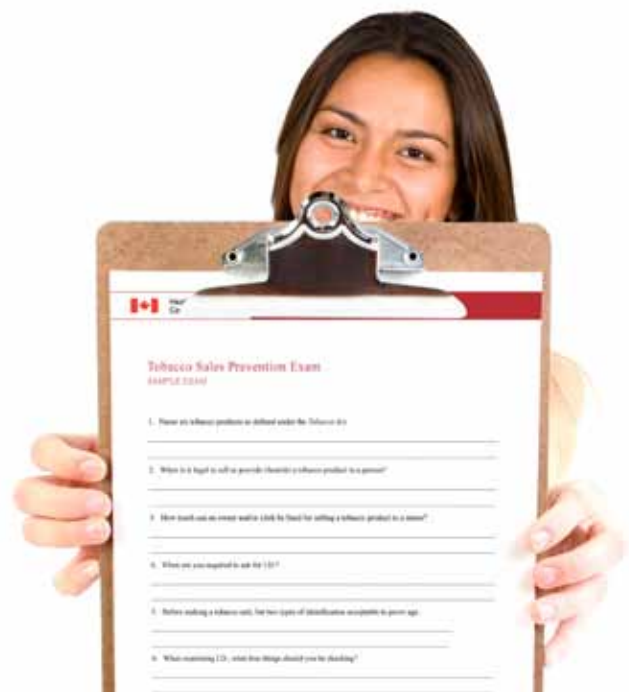 Tobacco Sales Prevention Exam
SAMPLE EXAM
1. Name tobacco products as defined under the Tobacco Act
2. When is it legal to sell or provide a tobacco product to a person?
3. How much can an owner and/or clerk be fined for selling a tobacco product to a minor?
4. When are you required to ask for I.D.?
5. Before making a tobacco sale, list two types of identification acceptable to prove age.
6. When examining I.D., what four things should you be checking?